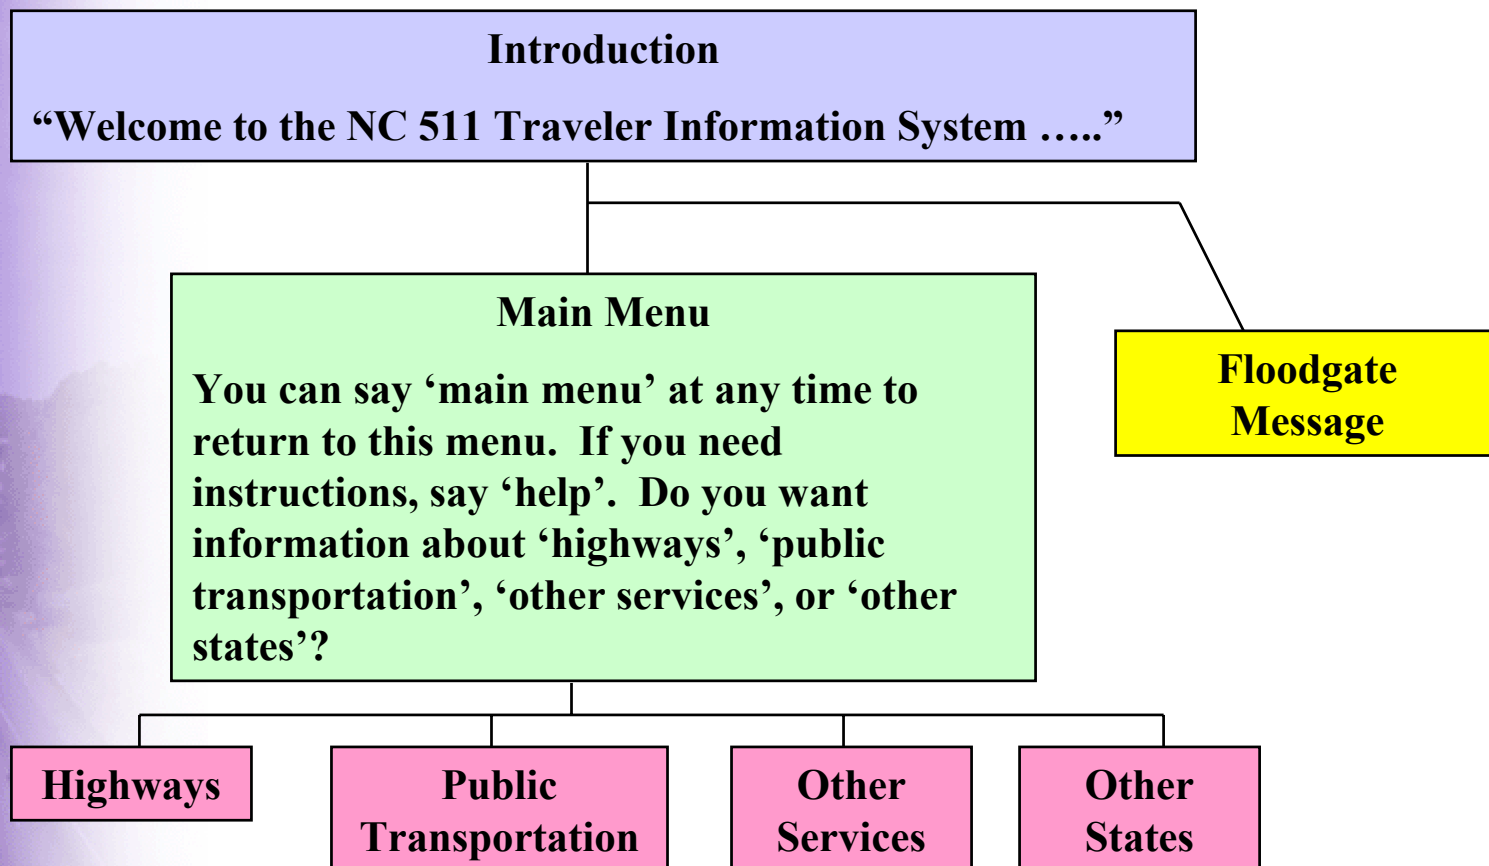 Introduction
“Welcome to the NC 511 Traveler Information System …..”
Main Menu
You can say ‘main menu’ at any time to
return to this menu.  If you need
instructions, say ‘help’.  Do you want
information about ‘highways’, ‘public
transportation’, ‘other services’, or ‘other
states’?
Floodgate
Message
Highways
Public
Transportation
Other
Services
Other
States